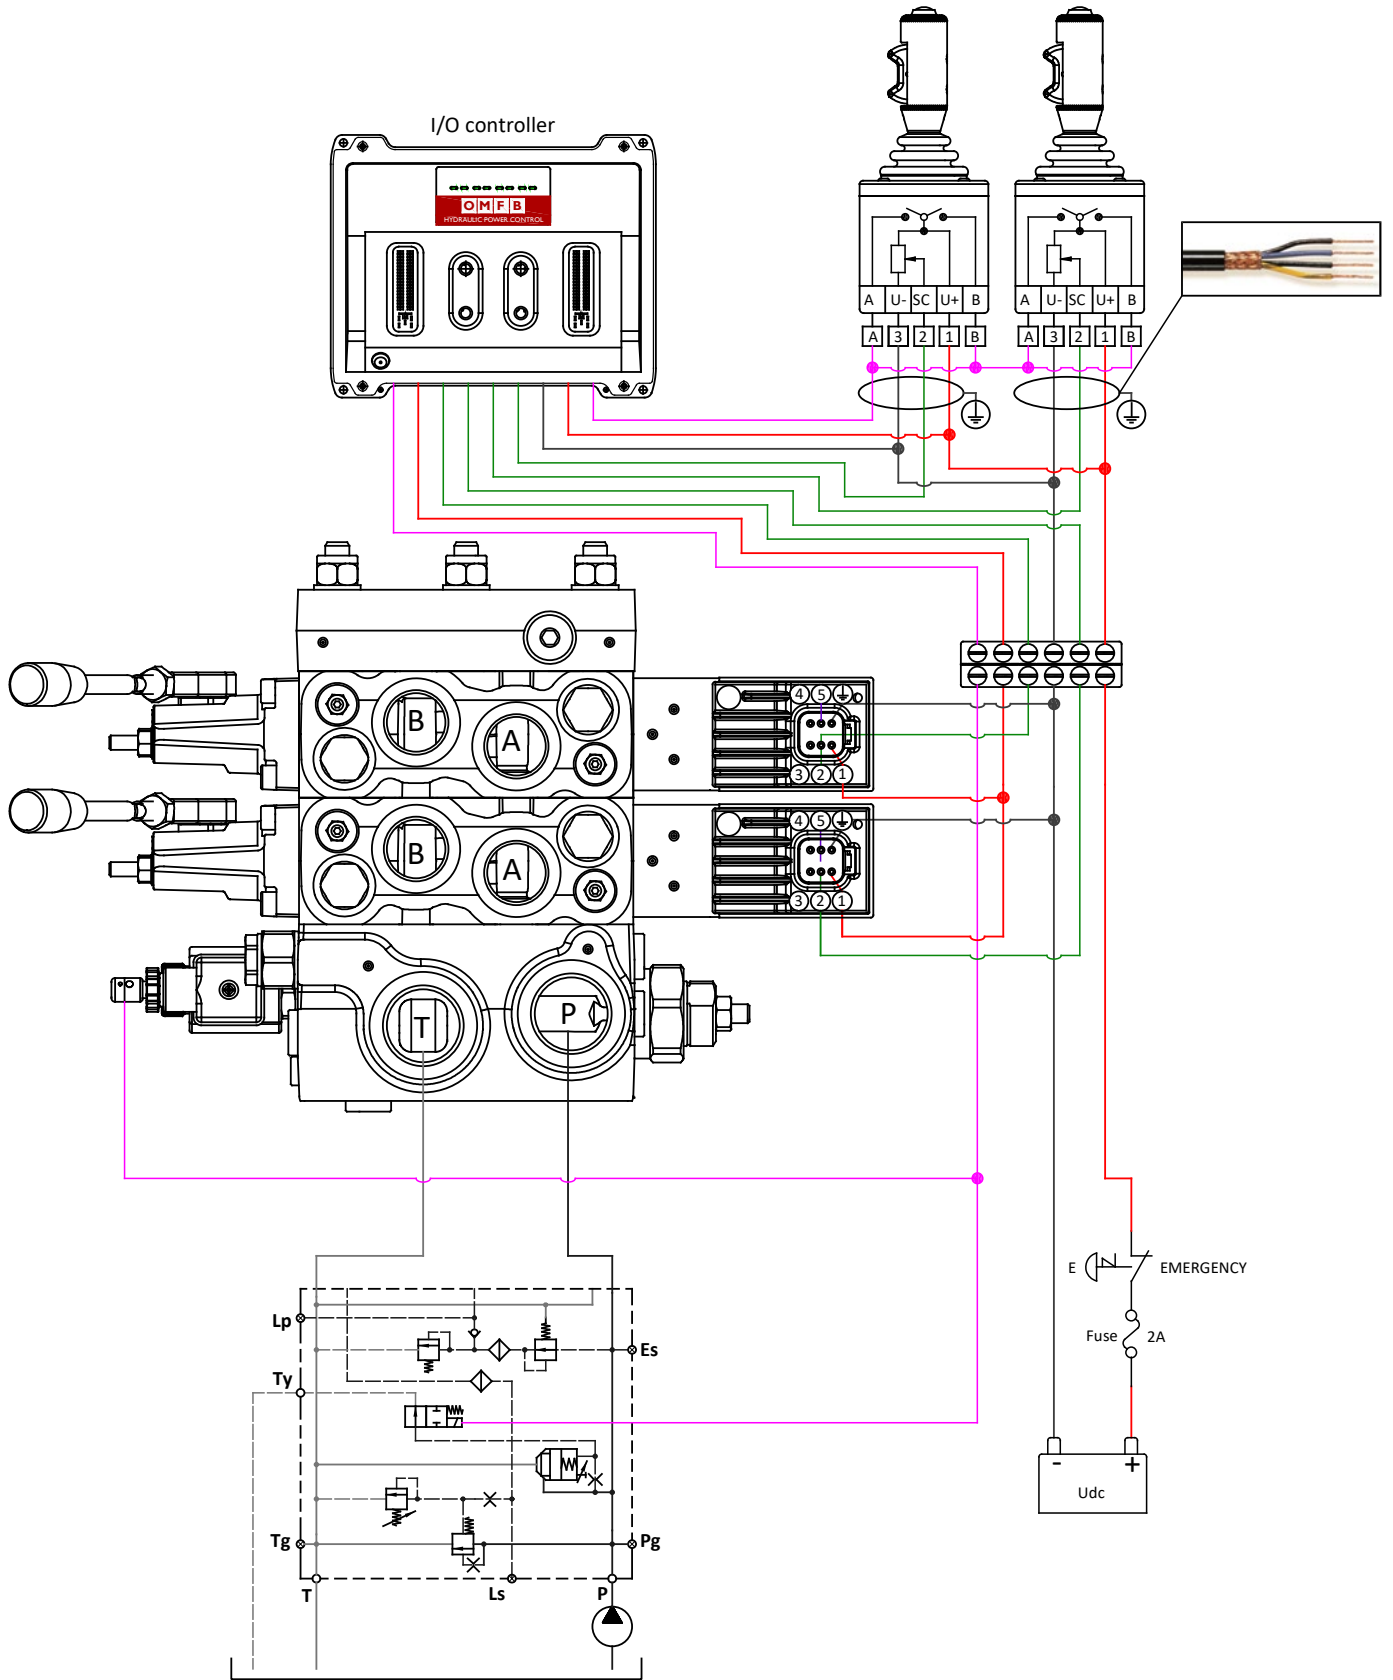 I/O controller
OMFB
HYDRAULIC POWER CONTROL
A U- SC U+ B
A 3 2 1 B
A U- SC U+ B
A 3 2 1 B
4 5
B A
3 2 1
4 5
B A
3 2 1
T P
E EMERGENCY
Fuse 2A
Lp
Es
Ty
- +
Udc
Tg
Pg
T Ls P